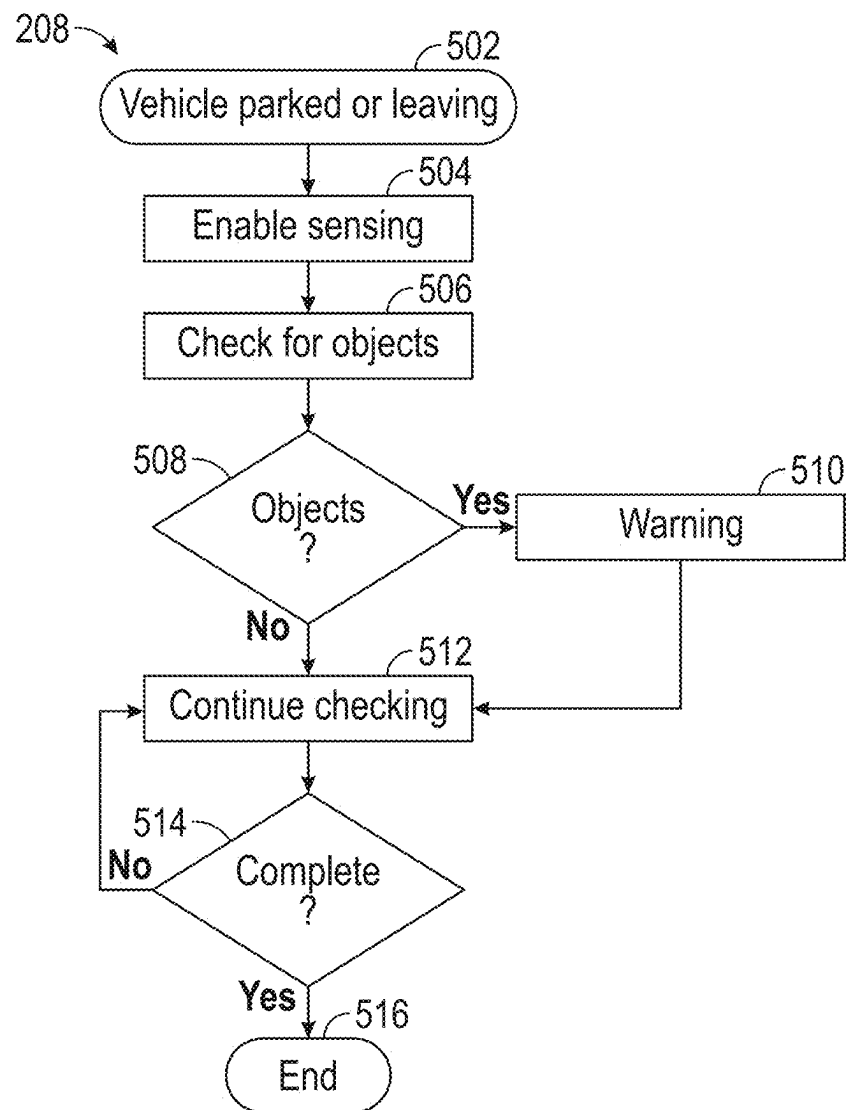 208
502
Vehicle parked or leaving
504
Enable sensing
506
Check for objects
508
Objects
?
Yes
510
Warning
No
512
Continue checking
514
Complete
?
No
Yes
516
End